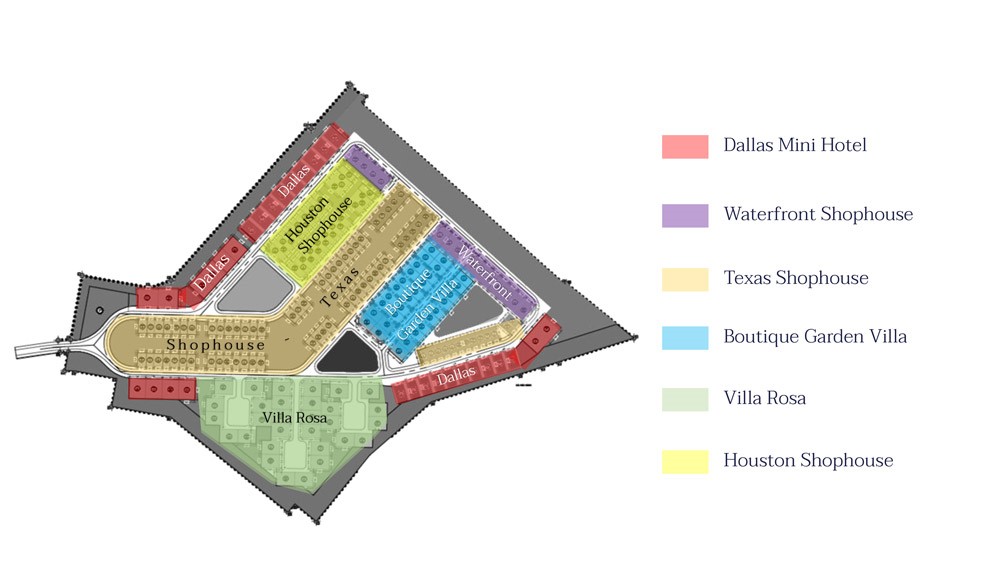 Dallas
Houston
Shophouse
Dallas
Texas
Boutique
Garden Villa
Waterfront
Shophouse
Dallas
Villa Rosa
Dallas Mini Hotel
Waterfront Shophouse
Texas Shophouse
Boutique Garden Villa
Villa Rosa
Houston Shophouse